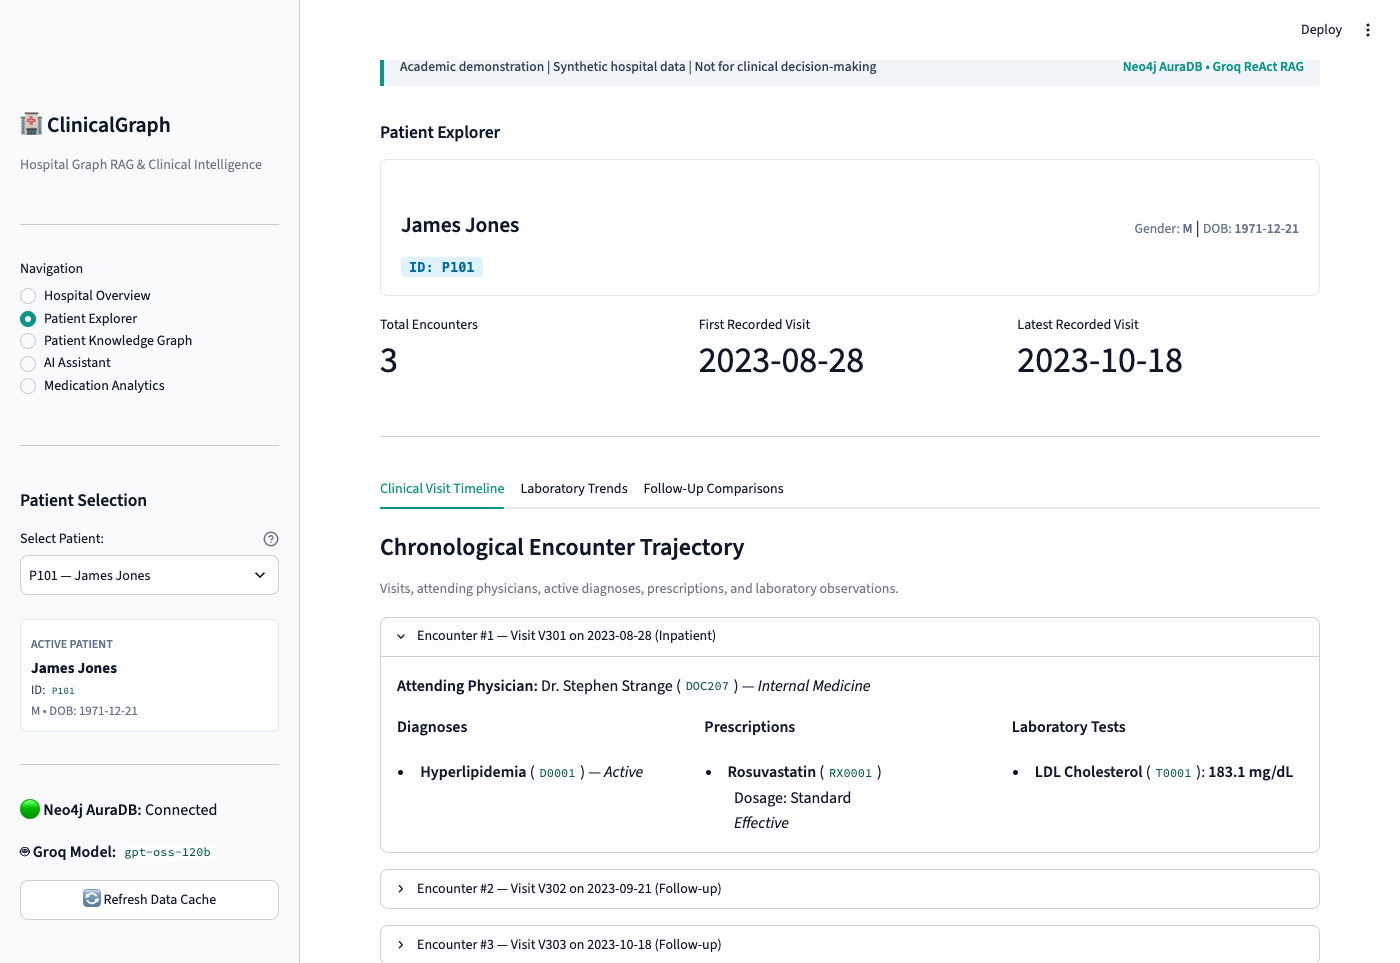 Deploy
ClinicalGraph
Hospital Graph RAG & Clinical Intelligence
Navigation
Hospital Overview
Patient Explorer
Patient Knowledge Graph
AI Assistant
Medication Analytics
Patient Selection
Select Patient:
P101 — James Jones
ACTIVE PATIENT
James Jones
ID: P101
M • DOB: 1971-12-21
Neo4j AuraDB: Connected
Groq Model: gpt-oss-120b
Refresh Data Cache
Academic demonstration | Synthetic hospital data | Not for clinical decision-making
Neo4j AuraDB • Groq ReAct RAG
Patient Explorer
James Jones
Gender: M | DOB: 1971-12-21
ID: P101
Total Encounters
3
First Recorded Visit
2023-08-28
Latest Recorded Visit
2023-10-18
Clinical Visit Timeline
Laboratory Trends
Follow-Up Comparisons
Chronological Encounter Trajectory
Visits, attending physicians, active diagnoses, prescriptions, and laboratory observations.
Encounter #1 — Visit V301 on 2023-08-28 (Inpatient)
Attending Physician: Dr. Stephen Strange ( DOC207 ) — Internal Medicine
Diagnoses
• Hyperlipidemia ( D0001 ) — Active
Prescriptions
• Rosuvastatin ( RX0001 )
Dosage: Standard
Effective
Laboratory Tests
• LDL Cholesterol ( T0001 ): 183.1 mg/dL
Encounter #2 — Visit V302 on 2023-09-21 (Follow-up)
Encounter #3 — Visit V303 on 2023-10-18 (Follow-up)